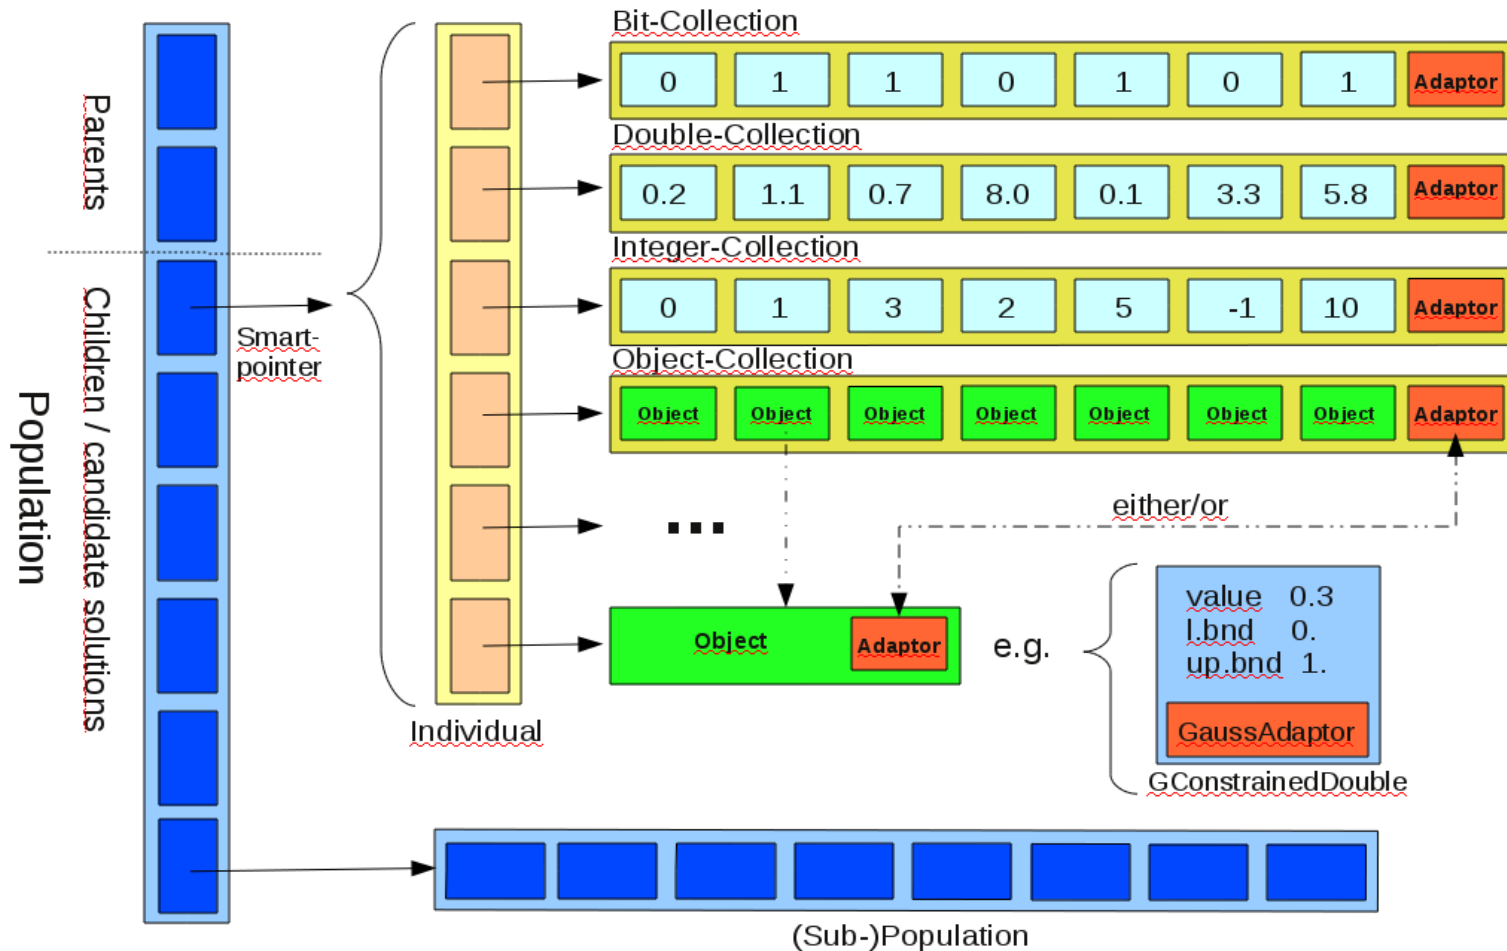 Bit-Collection
0 1 1 0 1 0 1 Adaptor
Double-Collection
0.2 1.1 0.7 8.0 0.1 3.3 5.8 Adaptor
Integer-Collection
0 1 3 2 5 -1 10 Adaptor
Object-Collection
Object Object Object Object Object Object Object Adaptor
Parents
Children / candidate solutions
Population
Smart-
pointer
...
either/or
Object Adaptor
e.g.
value 0.3
l.bnd 0.
up.bnd 1.
GaussAdaptor
GConstrainedDouble
Individual
(Sub-)Population